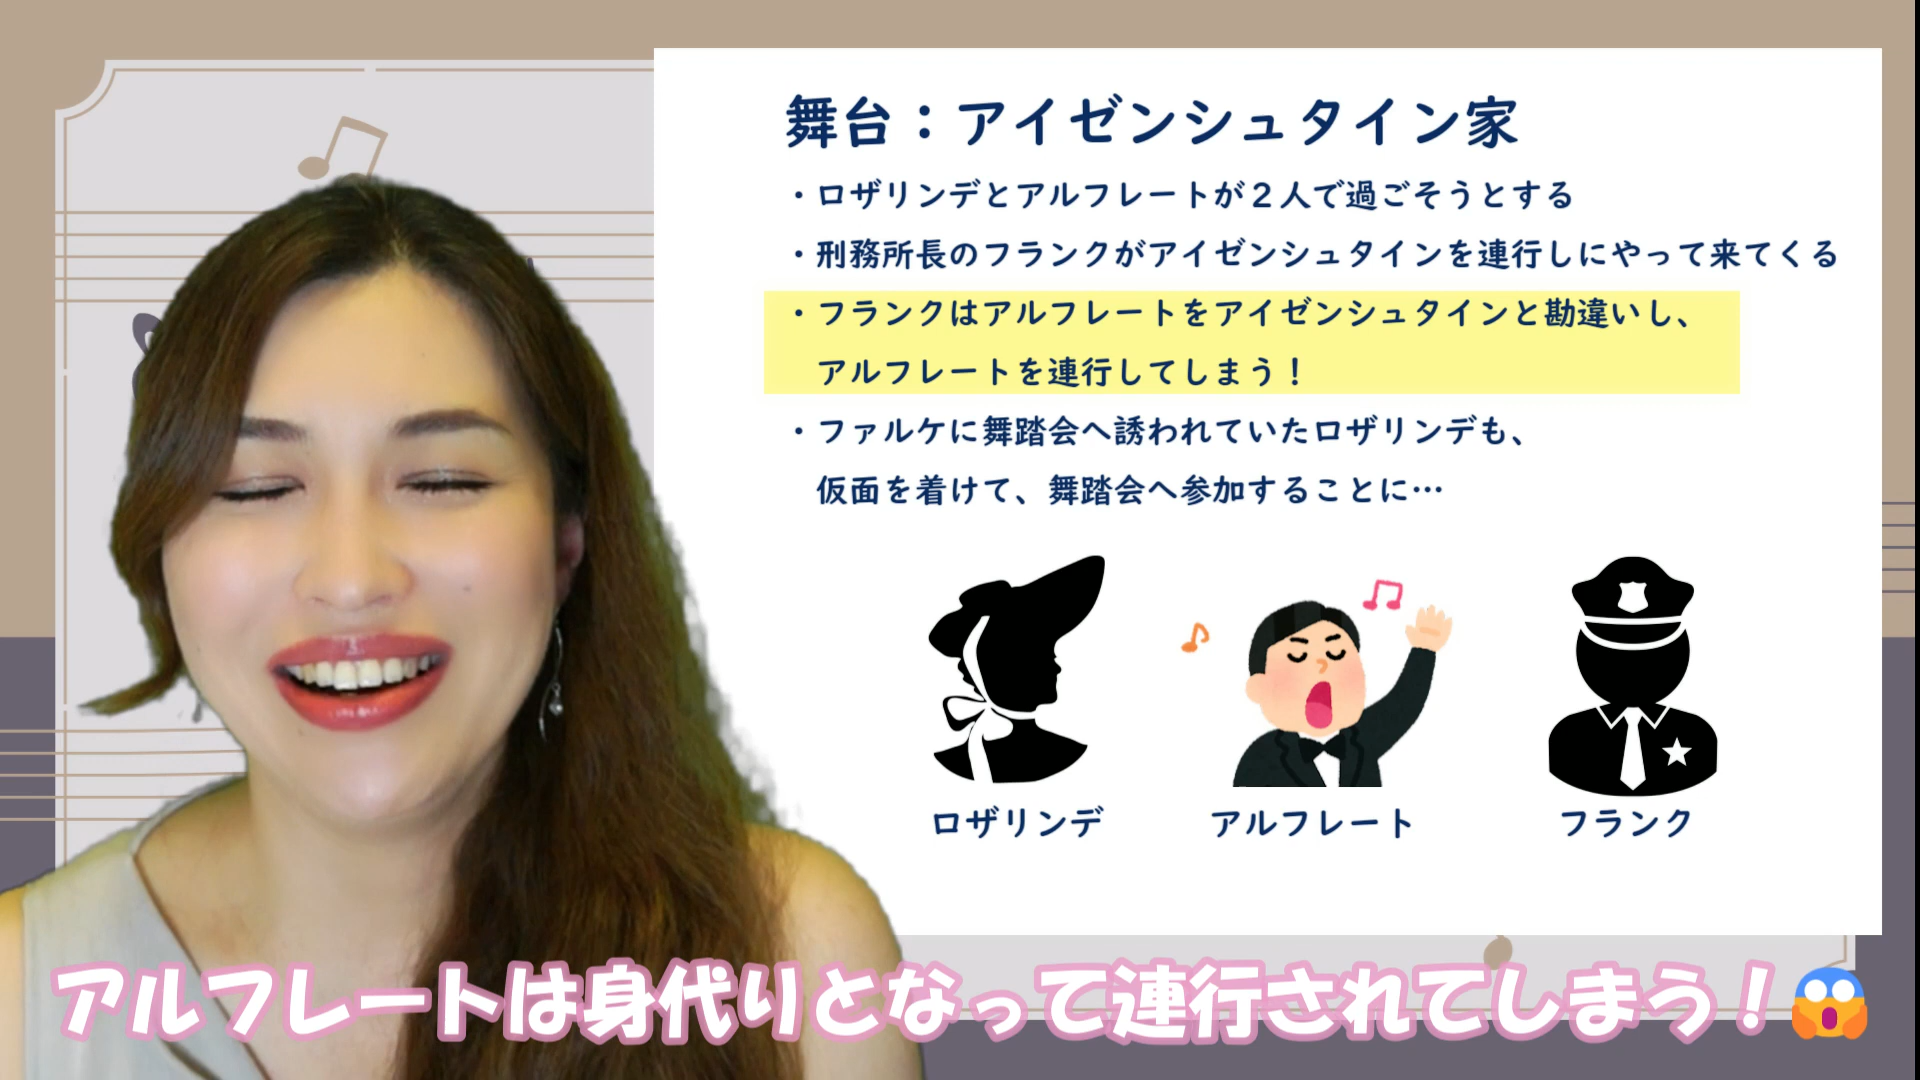 舞台：アイゼンシュタイン家
・ロザリンデとアルフレートが２人で過ごそうとする
・刑務所長のフランクがアイゼンシュタインを連行しにやって来てくる
・フランクはアルフレートをアイゼンシュタインと勘違いし、
アルフレートを連行してしまう！
・ファルケに舞踏会へ誘われていたロザリンデも、
仮面を着けて、舞踏会へ参加することに…
ロザリンデ
アルフレート
フランク
アルフレートは身代りとなって連行されてしまう！😱